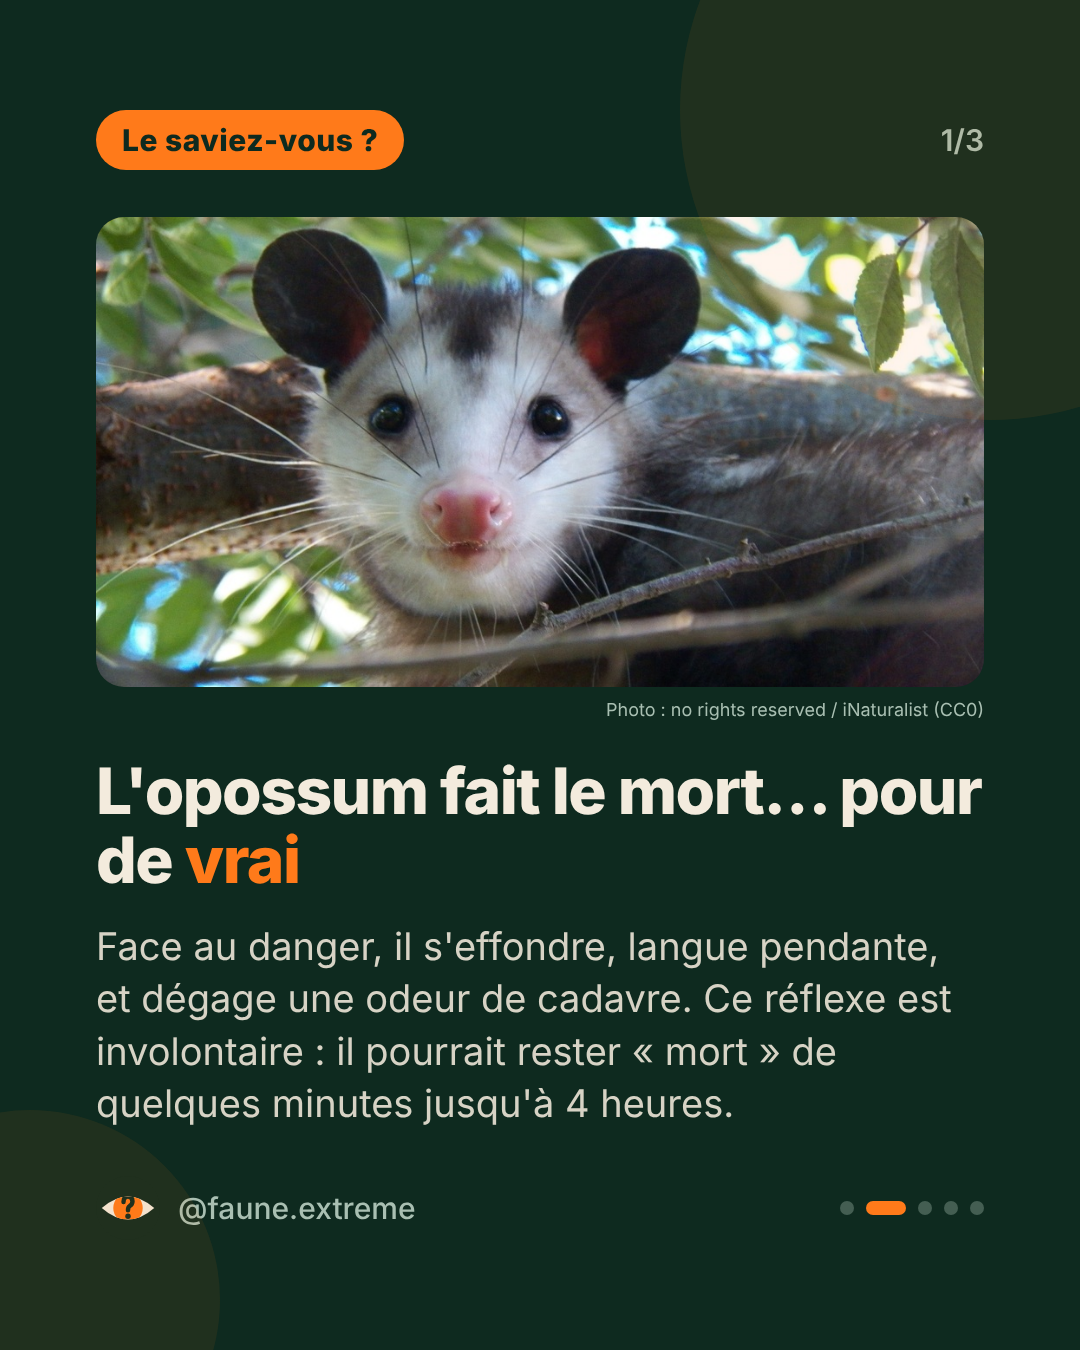 Le saviez-vous ?
1/3
Photo : no rights reserved / iNaturalist (CC0)
L'opossum fait le mort… pour
de vrai
Face au danger, il s'effondre, langue pendante,
et dégage une odeur de cadavre. Ce réflexe est
involontaire : il pourrait rester « mort » de
quelques minutes jusqu'à 4 heures.
?
@faune.extreme